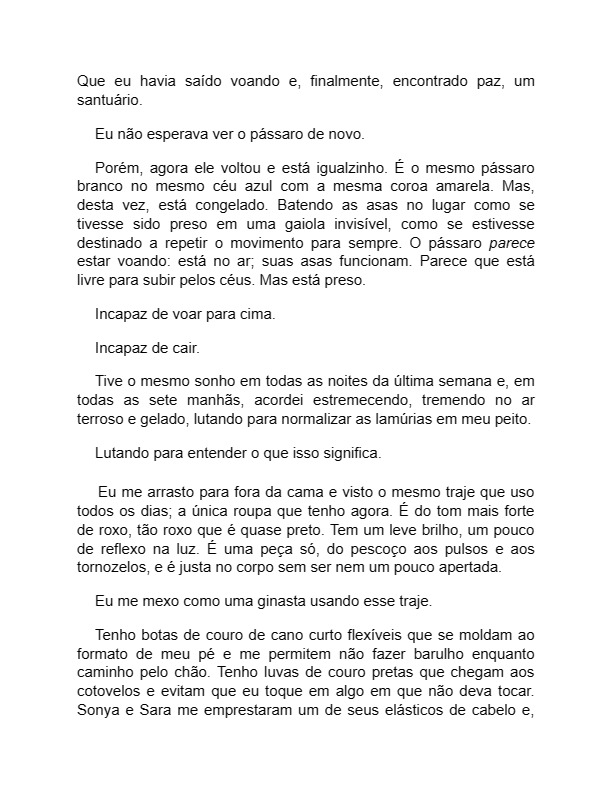 Que eu havia saído voando e, finalmente, encontrado paz, um
santuário.
Eu não esperava ver o pássaro de novo.
Porém, agora ele voltou e está igualzinho. É o mesmo pássaro
branco no mesmo céu azul com a mesma coroa amarela. Mas,
desta vez, está congelado. Batendo as asas no lugar como se
tivesse sido preso em uma gaiola invisível, como se estivesse
destinado a repetir o movimento para sempre. O pássaro parece
estar voando: está no ar; suas asas funcionam. Parece que está
livre para subir pelos céus. Mas está preso.
Incapaz de voar para cima.
Incapaz de cair.
Tive o mesmo sonho em todas as noites da última semana e, em
todas as sete manhãs, acordei estremecendo, tremendo no ar
terroso e gelado, lutando para normalizar as lamúrias em meu peito.
Lutando para entender o que isso significa.
Eu me arrasto para fora da cama e visto o mesmo traje que uso
todos os dias; a única roupa que tenho agora. É do tom mais forte
de roxo, tão roxo que é quase preto. Tem um leve brilho, um pouco
de reflexo na luz. É uma peça só, do pescoço aos pulsos e aos
tornozelos, e é justa no corpo sem ser nem um pouco apertada.
Eu me mexo como uma ginasta usando esse traje.
Tenho botas de couro de cano curto flexíveis que se moldam ao
formato de meu pé e me permitem não fazer barulho enquanto
caminho pelo chão. Tenho luvas de couro pretas que chegam aos
cotovelos e evitam que eu toque em algo em que não deva tocar.
Sonya e Sara me emprestaram um de seus elásticos de cabelo e,